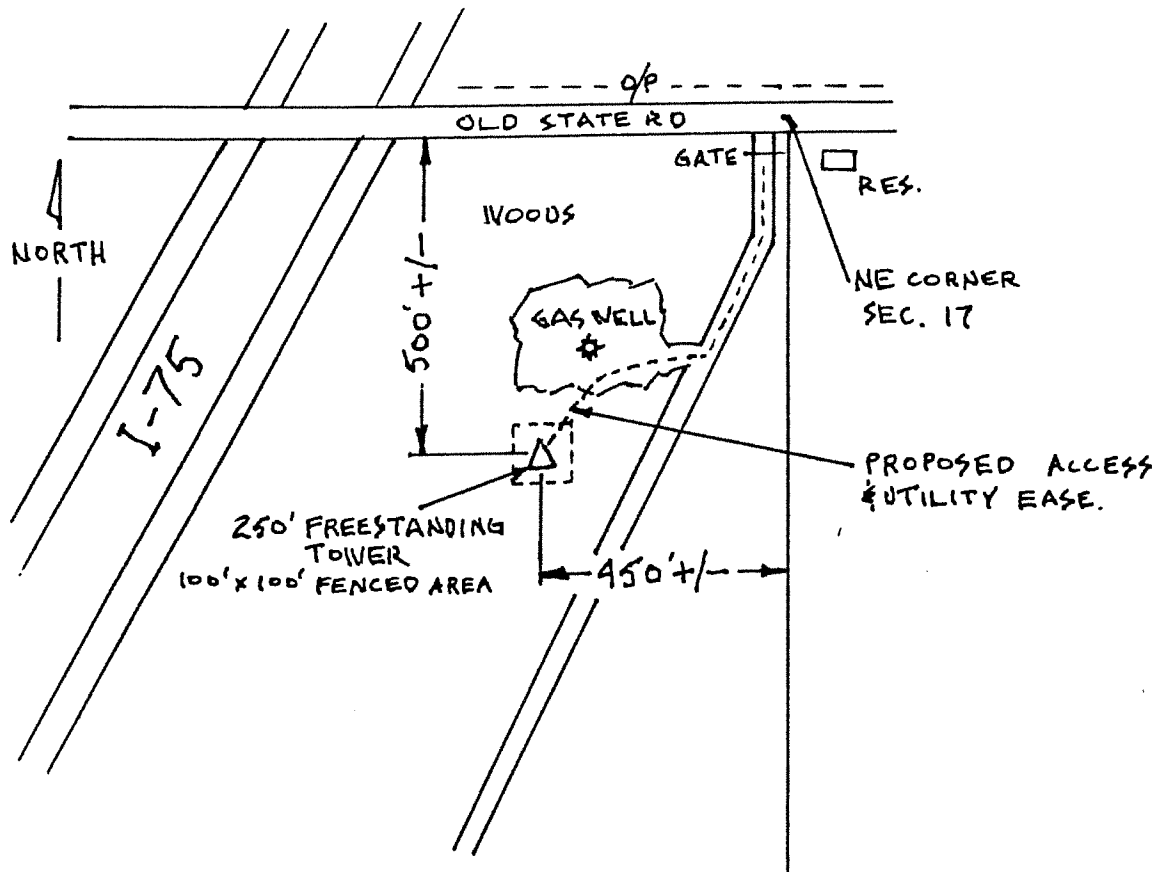 O/P
OLD STATE RD
GATE
RES.
NORTH
WOODS
500'+/-
GAS WELL
NE CORNER
SEC. 17
I-75
PROPOSED ACCESS
& UTILITY EASE.
250' FREESTANDING
TOWER
100' X 100' FENCED AREA
450'+/-